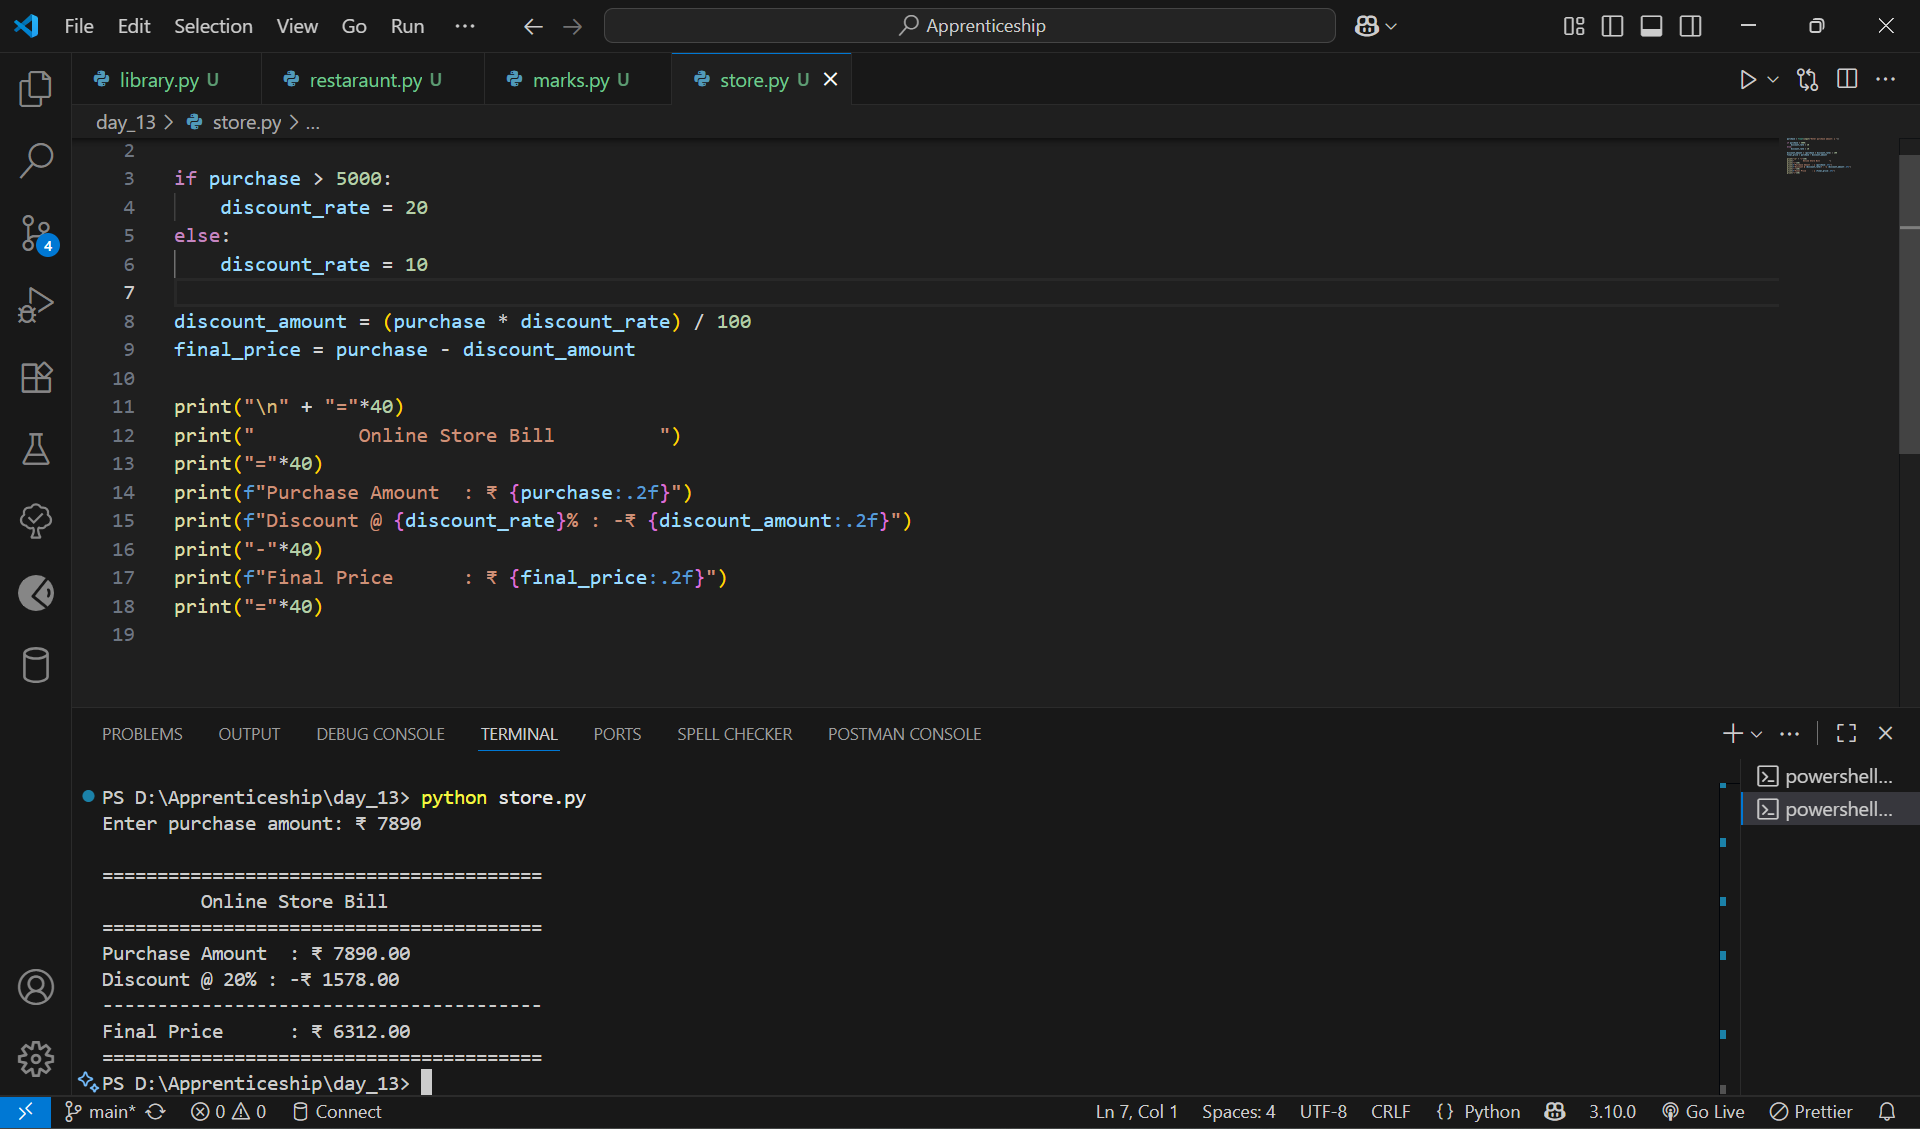 File Edit Selection View Go Run ··· Apprenticeship
library.py U restaraunt.py U marks.py U store.py U
day_13 > store.py > ...
2
3 if purchase > 5000:
4     discount_rate = 20
5 else:
6     discount_rate = 10
7
8 discount_amount = (purchase * discount_rate) / 100
9 final_price = purchase - discount_amount
10
11 print("\n" + "="*40)
12 print("         Online Store Bill         ")
13 print("="*40)
14 print(f"Purchase Amount  : ₹ {purchase:.2f}")
15 print(f"Discount @ {discount_rate}% : -₹ {discount_amount:.2f}")
16 print("-"*40)
17 print(f"Final Price      : ₹ {final_price:.2f}")
18 print("="*40)
19
4
PROBLEMS OUTPUT DEBUG CONSOLE TERMINAL PORTS SPELL CHECKER POSTMAN CONSOLE
powershell...
powershell...
PS D:\Apprenticeship\day_13> python store.py
Enter purchase amount: ₹ 7890
========================================
         Online Store Bill
========================================
Purchase Amount  : ₹ 7890.00
Discount @ 20% : -₹ 1578.00
----------------------------------------
Final Price      : ₹ 6312.00
========================================
PS D:\Apprenticeship\day_13>
main* 0 0 Connect Ln 7, Col 1 Spaces: 4 UTF-8 CRLF {} Python 3.10.0 Go Live Prettier